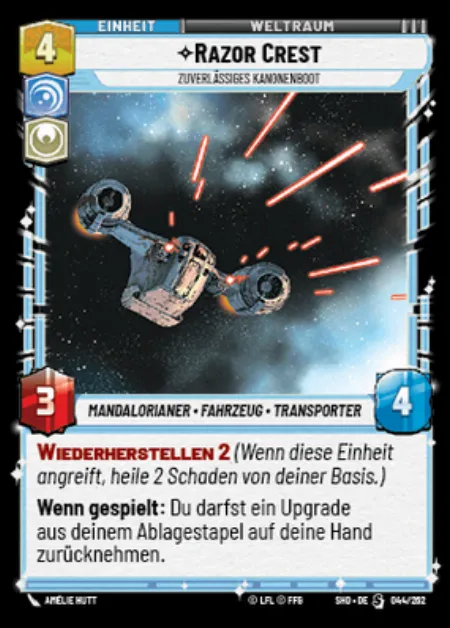 EINHEIT
WELTRAUM
4
✧RAZOR CREST
ZUVERLÄSSIGES KANONENBOOT
3
MANDALORIANER • FAHRZEUG • TRANSPORTER
4
WIEDERHERSTELLEN 2 (Wenn diese Einheit
angreift, heile 2 Schaden von deiner Basis.)
Wenn gespielt: Du darfst ein Upgrade
aus deinem Ablagestapel auf deine Hand
zurücknehmen.
AMÉLIE HUTT
© LFL © FFG
SHD • DE
044/262